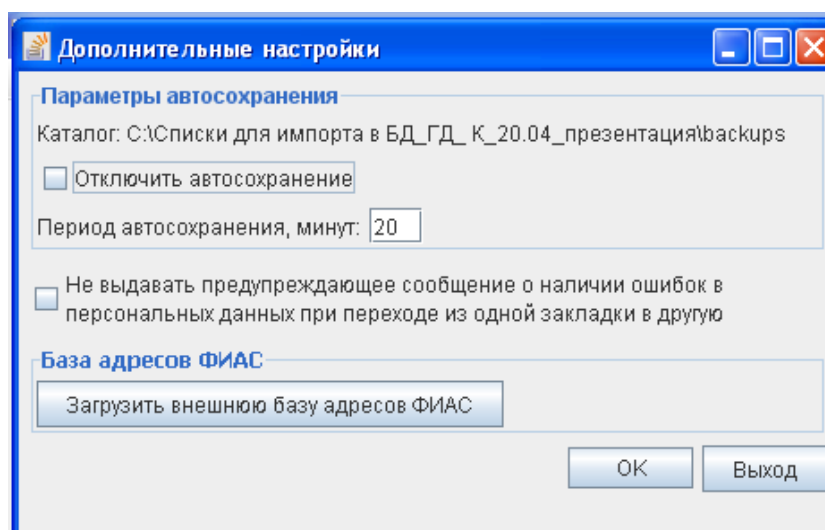 Дополнительные настройки
Параметры автосохранения
Каталог: C:\Списки для импорта в БД_ГД_ К_20.04_презентация\backups
Отключить автосохранение
Период автосохранения, минут: 20
Не выдавать предупреждающее сообщение о наличии ошибок в
персональных данных при переходе из одной закладки в другую
База адресов ФИАС
Загрузить внешнюю базу адресов ФИАС
OK Выход